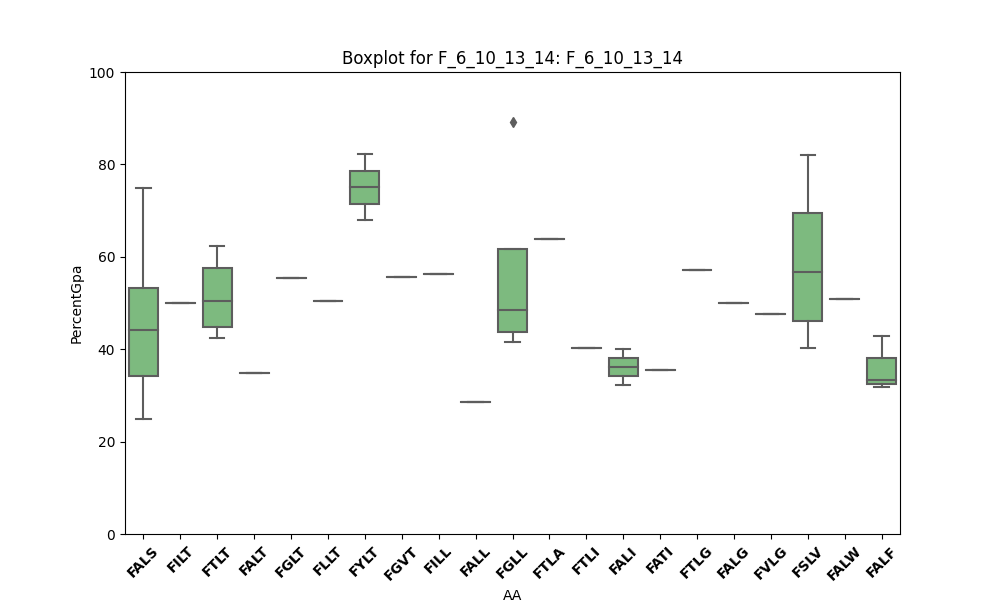 Boxplot for F_6_10_13_14: F_6_10_13_14
100
80
60
40
20
0
PercentGpa
FALS FILT FTLT FALT FGLT FLLT FYLT FGVT FILL FALL FGLL FTLA FTLI FALI FATI FTLG FALG FVLG FSLV FALW FALF
AA